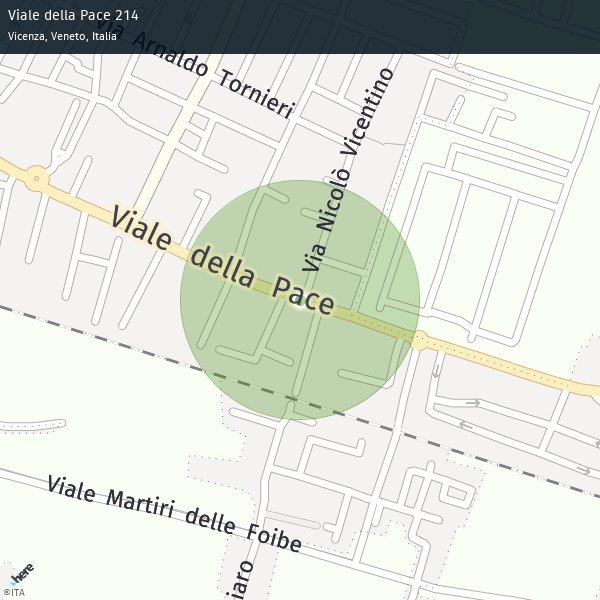 Viale della Pace 214
Vicenza, Veneto, Italia
Via Arnaldo Tornieri
Via Nicolò Vicentino
Viale della Pace
Viale Martiri delle Foibe
iaro
here
©ITA